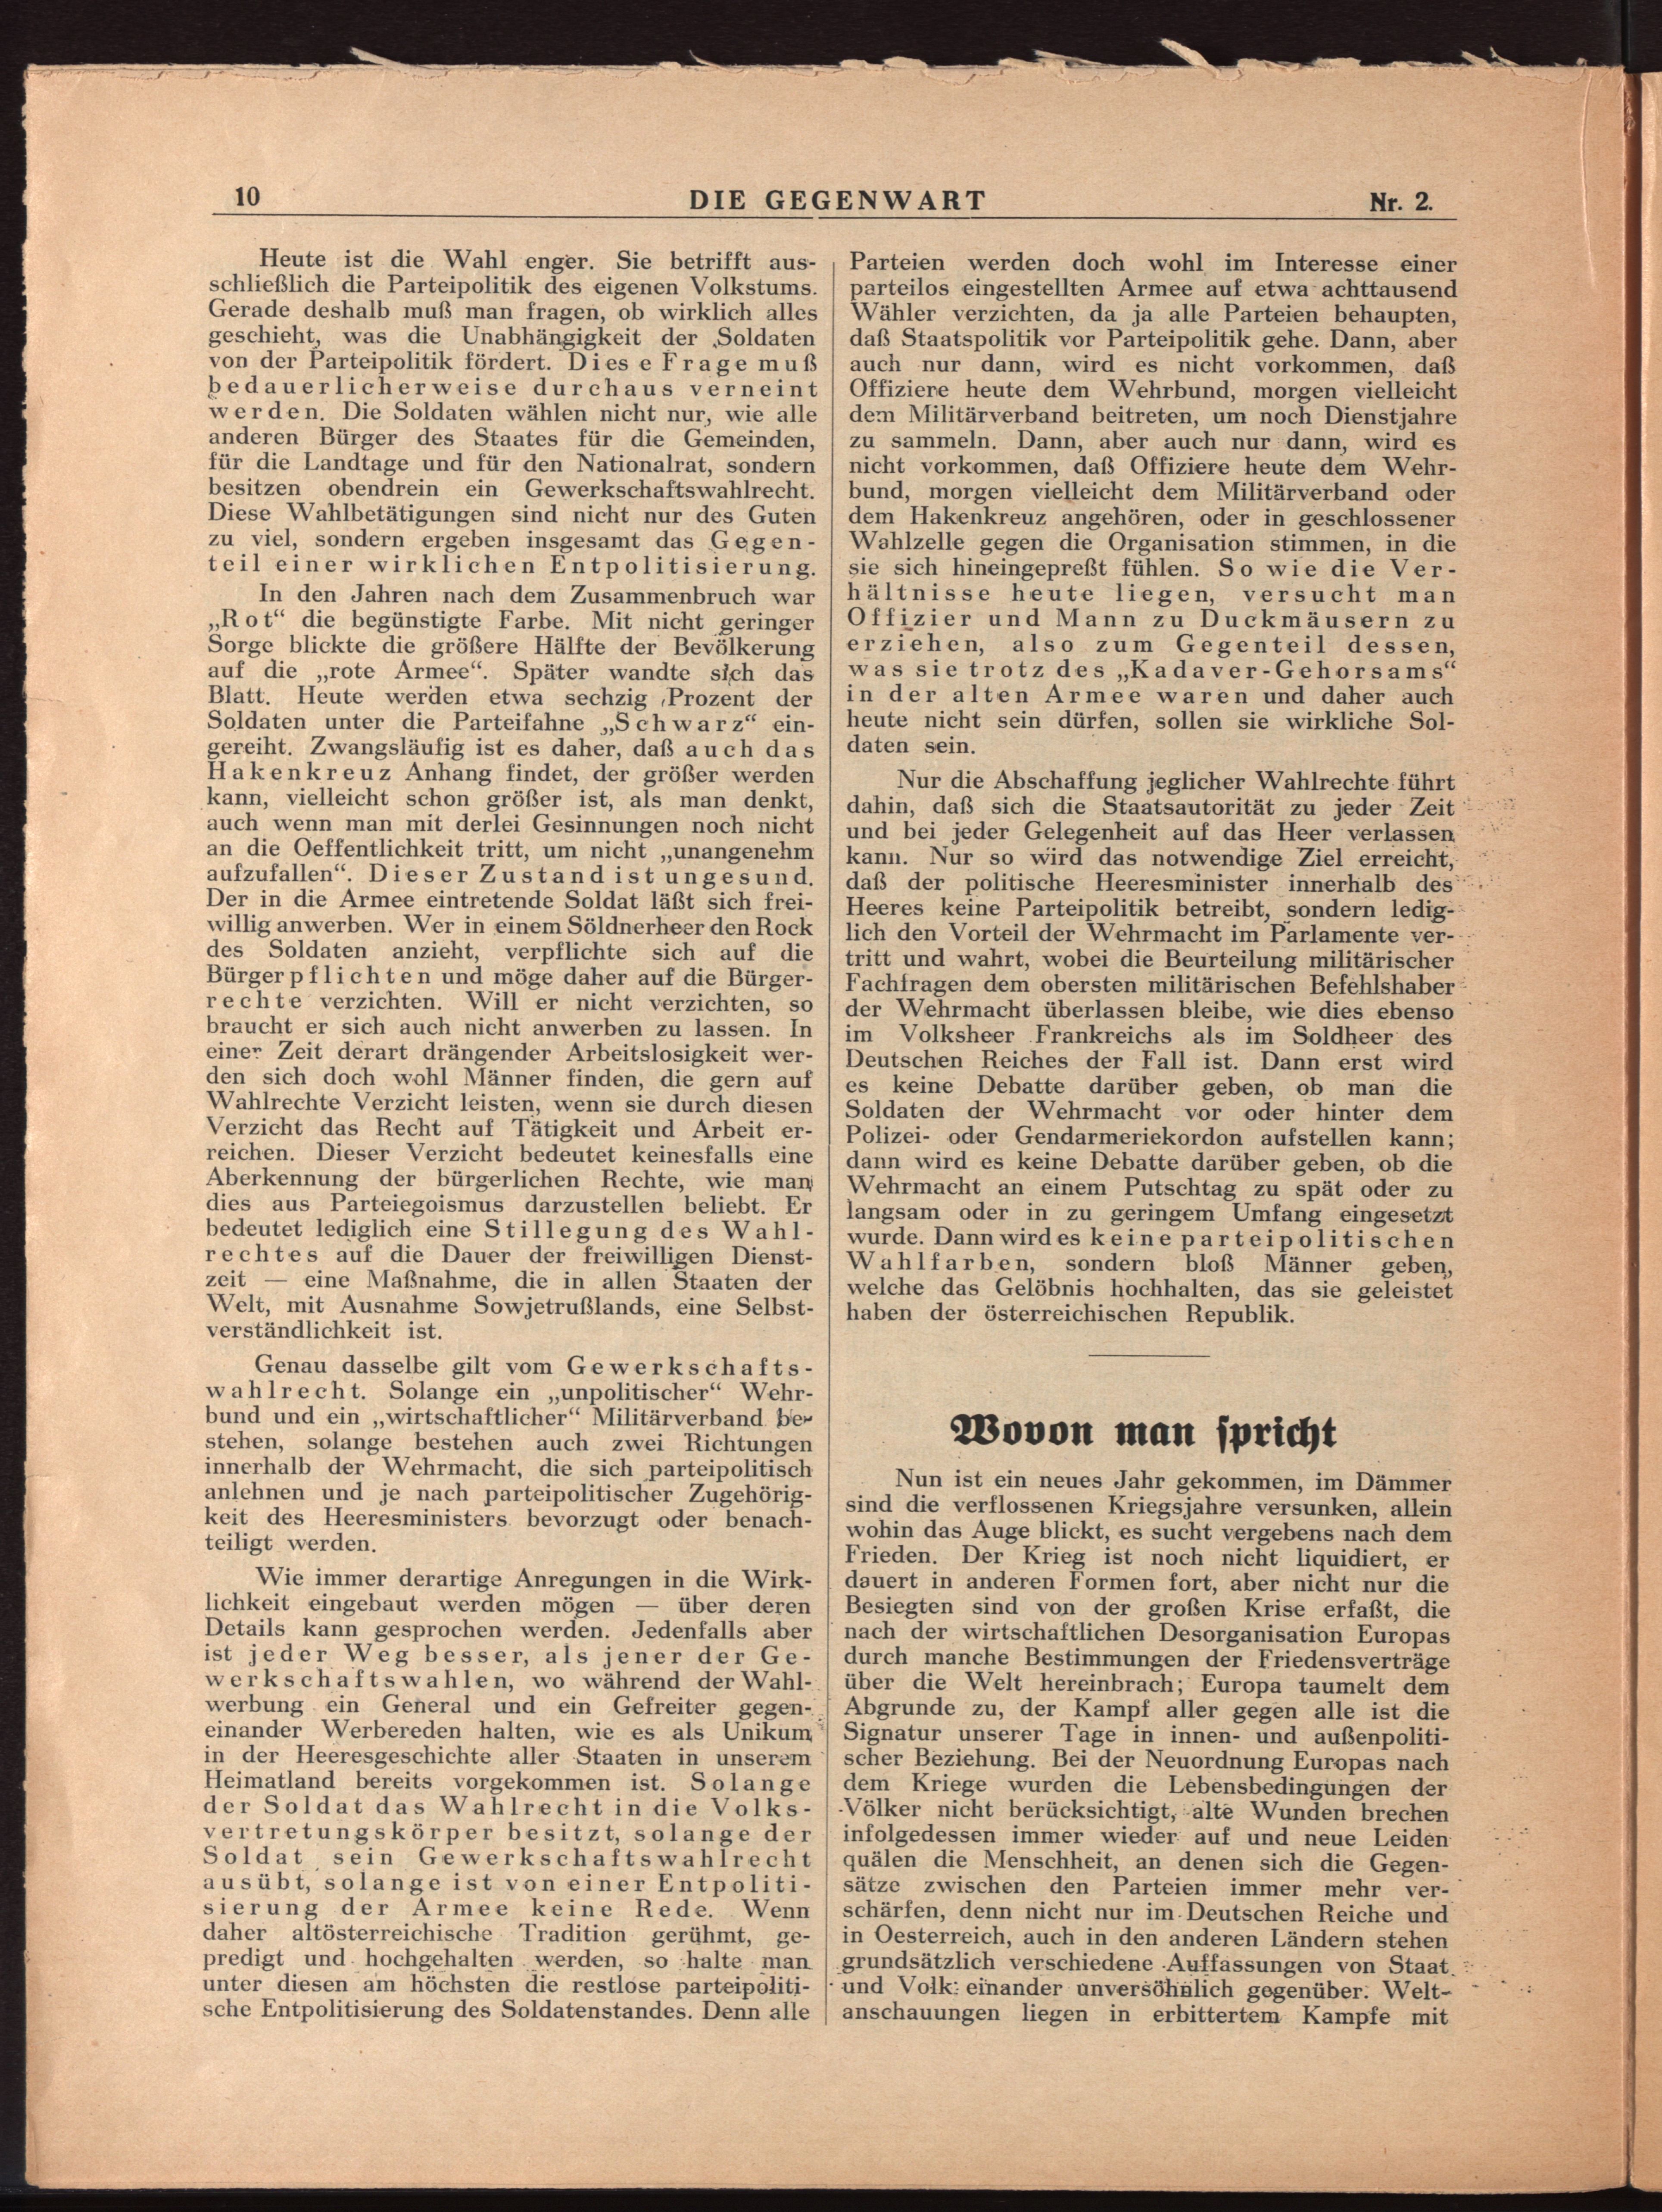 10
DIE GEGENWART
Nr. 2.
Heute ist die Wahl enger. Sie betrifft aus-
schließlich die Parteipolitik des eigenen Volkstums.
Gerade deshalb muß man fragen, ob wirklich alles
geschieht, was die Unabhängigkeit der Soldaten
von der Parteipolitik fördert. Diese Frage muß
bedauerlicherweise durchaus verneint
werden. Die Soldaten wählen nicht nur, wie alle
anderen Bürger des Staates für die Gemeinden,
für die Landtage und für den Nationalrat, sondern
besitzen obendrein ein Gewerkschaftswahlrecht.
Diese Wahlbetätigungen sind nicht nur des Guten
zu viel, sondern ergeben insgesamt das Gegen-
teil einer wirklichen Entpolitisierung.
In den Jahren nach dem Zusammenbruch war
„Rot“ die begünstigte Farbe. Mit nicht geringer
Sorge blickte die größere Hälfte der Bevölkerung
auf die „rote Armee“. Später wandte sich das
Blatt. Heute werden etwa sechzig Prozent der
Soldaten unter die Parteifahne „Schwarz“ ein-
gereiht. Zwangsläufig ist es daher, daß auch das
Hakenkreuz Anhang findet, der größer werden
kann, vielleicht schon größer ist, als man denkt,
auch wenn man mit derlei Gesinnungen noch nicht
an die Oeffentlichkeit tritt, um nicht „unangenehm
aufzufallen“. Dieser Zustand ist ungesund.
Der in die Armee eintretende Soldat läßt sich frei-
willig anwerben. Wer in einem Söldnerheer den Rock
des Soldaten anzieht, verpflichte sich auf die
Bürgerpflichten und möge daher auf die Bürger-
rechte verzichten. Will er nicht verzichten, so
braucht er sich auch nicht anwerben zu lassen. In
einer Zeit derart drängender Arbeitslosigkeit wer-
den sich doch wohl Männer finden, die gern auf
Wahlrechte Verzicht leisten, wenn sie durch diesen
Verzicht das Recht auf Tätigkeit und Arbeit er-
reichen. Dieser Verzicht bedeutet keinesfalls eine
Aberkennung der bürgerlichen Rechte, wie man
dies aus Parteiegoismus darzustellen beliebt. Er
bedeutet lediglich eine Stillegung des Wahl-
rechtes auf die Dauer der freiwilligen Dienst-
zeit — eine Maßnahme, die in allen Staaten der
Welt, mit Ausnahme Sowjetrußlands, eine Selbst-
verständlichkeit ist.
Genau dasselbe gilt vom Gewerkschafts-
wahlrecht. Solange ein „unpolitischer“ Wehr-
bund und ein „wirtschaftlicher“ Militärverband be-
stehen, solange bestehen auch zwei Richtungen
innerhalb der Wehrmacht, die sich parteipolitisch
anlehnen und je nach parteipolitischer Zugehörig-
keit des Heeresministers bevorzugt oder benach-
teiligt werden.
Wie immer derartige Anregungen in die Wirk-
lichkeit eingebaut werden mögen — über deren
Details kann gesprochen werden. Jedenfalls aber
ist jeder Weg besser, als jener der Ge-
werkschaftswahlen, wo während der Wahl-
werbung ein General und ein Gefreiter gegen-
einander Werbereden halten, wie es als Unikum
in der Heeresgeschichte aller Staaten in unserem
Heimatland bereits vorgekommen ist. Solange
der Soldat das Wahlrecht in die Volks-
vertretungskörper besitzt, solange der
Soldat sein Gewerkschaftswahlrecht
ausübt, solange ist von einer Entpoliti-
sierung der Armee keine Rede. Wenn
daher altösterreichische Tradition gerühmt, ge-
predigt und hochgehalten werden, so halte man
unter diesen am höchsten die restlose parteipoliti-
sche Entpolitisierung des Soldatenstandes. Denn alle
Parteien werden doch wohl im Interesse einer
parteilos eingestellten Armee auf etwa achttausend
Wähler verzichten, da ja alle Parteien behaupten,
daß Staatspolitik vor Parteipolitik gehe. Dann, aber
auch nur dann, wird es nicht vorkommen, daß
Offiziere heute dem Wehrbund, morgen vielleicht
dem Militärverband beitreten, um noch Dienstjahre
zu sammeln. Dann, aber auch nur dann, wird es
nicht vorkommen, daß Offiziere heute dem Wehr-
bund, morgen vielleicht dem Militärverband oder
dem Hakenkreuz angehören, oder in geschlossener
Wahlzelle gegen die Organisation stimmen, in die
sie sich hineingepreßt fühlen. So wie die Ver-
hältnisse heute liegen, versucht man
Offizier und Mann zu Duckmäusern zu
erziehen, also zum Gegenteil dessen,
was sie trotz des „Kadaver-Gehorsams“
in der alten Armee waren und daher auch
heute nicht sein dürfen, sollen sie wirkliche Sol-
daten sein.
Nur die Abschaffung jeglicher Wahlrechte führt
dahin, daß sich die Staatsautorität zu jeder Zeit
und bei jeder Gelegenheit auf das Heer verlassen
kann. Nur so wird das notwendige Ziel erreicht,
daß der politische Heeresminister innerhalb des
Heeres keine Parteipolitik betreibt, sondern ledig-
lich den Vorteil der Wehrmacht im Parlamente ver-
tritt und wahrt, wobei die Beurteilung militärischer
Fachfragen dem obersten militärischen Befehlshaber
der Wehrmacht überlassen bleibe, wie dies ebenso
im Volksheer Frankreichs als im Soldheer des
Deutschen Reiches der Fall ist. Dann erst wird
es keine Debatte darüber geben, ob man die
Soldaten der Wehrmacht vor oder hinter dem
Polizei- oder Gendarmeriekordon aufstellen kann;
dann wird es keine Debatte darüber geben, ob die
Wehrmacht an einem Putschtag zu spät oder zu
langsam oder in zu geringem Umfang eingesetzt
wurde. Dann wird es keine parteipolitischen
Wahlfarben, sondern bloß Männer geben,
welche das Gelöbnis hochhalten, das sie geleistet
haben der österreichischen Republik.
Wovon man spricht
Nun ist ein neues Jahr gekommen, im Dämmer
sind die verflossenen Kriegsjahre versunken, allein
wohin das Auge blickt, es sucht vergebens nach dem
Frieden. Der Krieg ist noch nicht liquidiert, er
dauert in anderen Formen fort, aber nicht nur die
Besiegten sind von der großen Krise erfaßt, die
nach der wirtschaftlichen Desorganisation Europas
durch manche Bestimmungen der Friedensverträge
über die Welt hereinbrach; Europa taumelt dem
Abgrunde zu, der Kampf aller gegen alle ist die
Signatur unserer Tage in innen- und außenpoliti-
scher Beziehung. Bei der Neuordnung Europas nach
dem Kriege wurden die Lebensbedingungen der
Völker nicht berücksichtigt, alte Wunden brechen
infolgedessen immer wieder auf und neue Leiden
quälen die Menschheit, an denen sich die Gegen-
sätze zwischen den Parteien immer mehr ver-
schärfen, denn nicht nur im Deutschen Reiche und
in Oesterreich, auch in den anderen Ländern stehen
grundsätzlich verschiedene Auffassungen von Staat
und Volk einander unversöhnlich gegenüber. Welt-
anschauungen liegen in erbittertem Kampfe mit